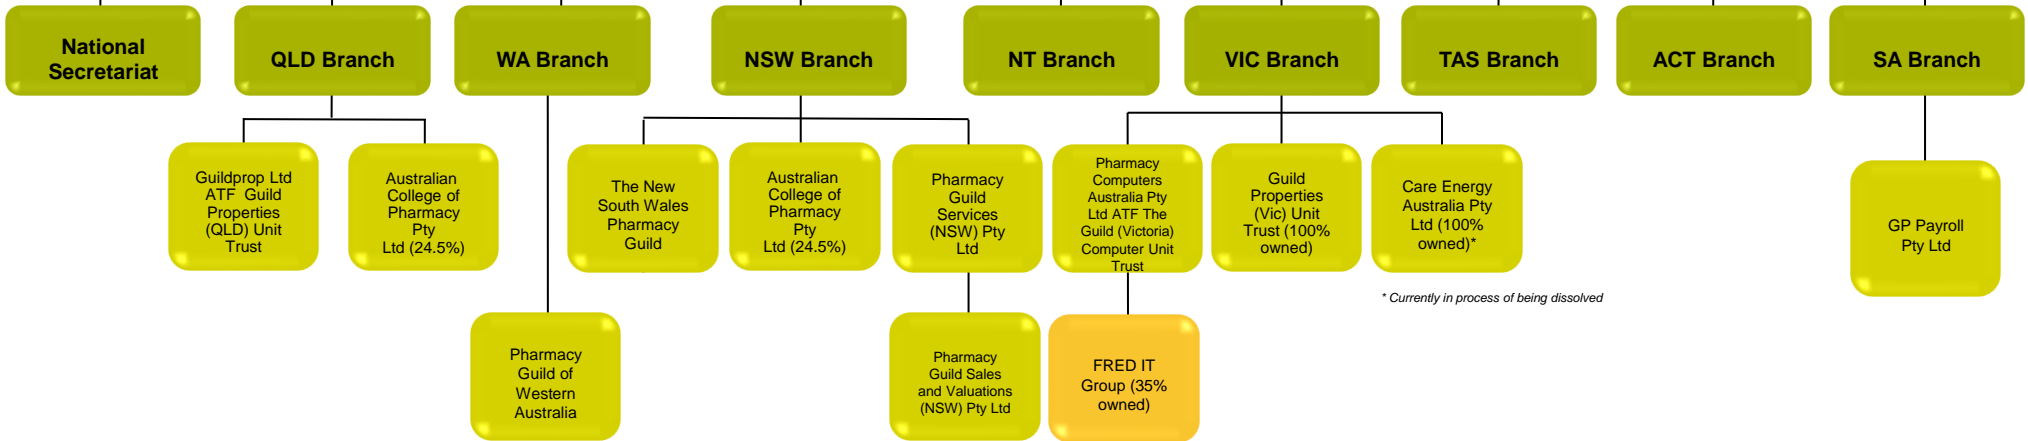 National
Secretariat
QLD Branch
WA Branch
NSW Branch
NT Branch
VIC Branch
TAS Branch
ACT Branch
SA Branch
Guildprop Ltd
ATF Guild
Properties
(QLD) Unit
Trust
Australian
College of
Pharmacy
Pty
Ltd (24.5%)
The New
South Wales
Pharmacy
Guild
Australian
College of
Pharmacy
Pty
Ltd (24.5%)
Pharmacy
Guild
Services
(NSW) Pty
Ltd
Pharmacy
Computers
Australia Pty
Ltd ATF The
Guild (Victoria)
Computer Unit
Trust
Guild
Properties
(Vic) Unit
Trust (100%
owned)
Care Energy
Australia Pty
Ltd (100%
owned)*
GP Payroll
Pty Ltd
* Currently in process of being dissolved
Pharmacy
Guild of
Western
Australia
Pharmacy
Guild Sales
and Valuations
(NSW) Pty Ltd
FRED IT
Group (35%
owned)